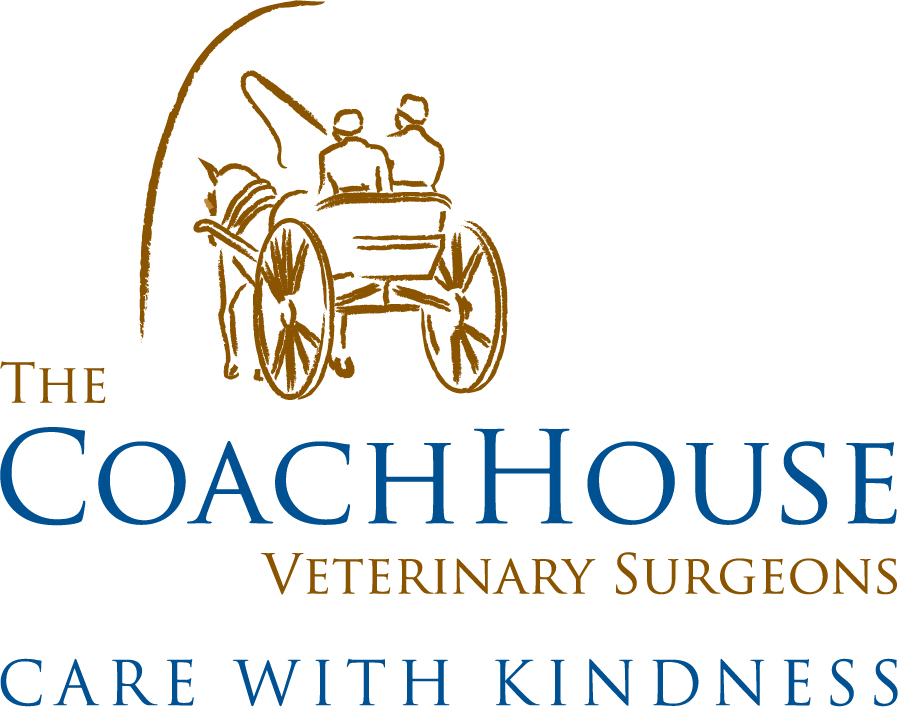 The
CoachHouse
Veterinary Surgeons
CARE WITH KINDNESS